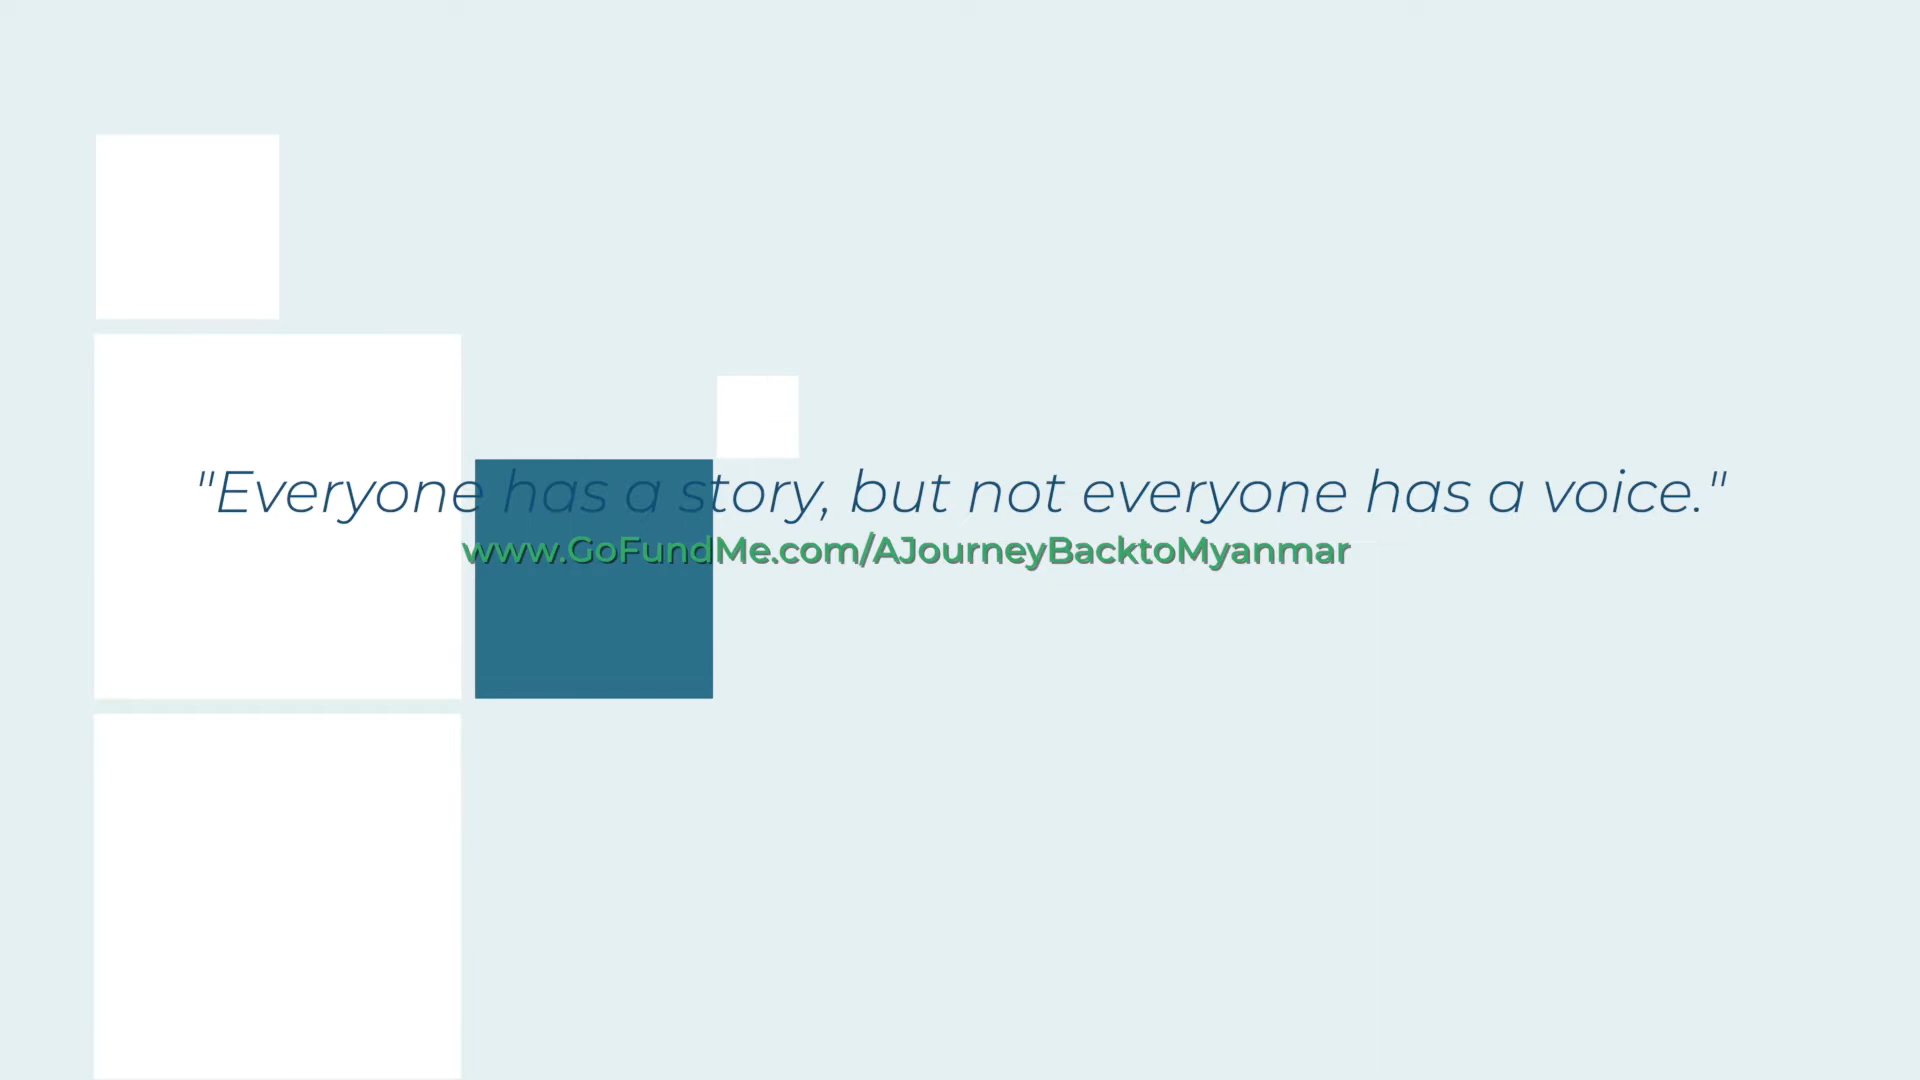 "Everyone has a story, but not everyone has a voice."
www.GoFundMe.com/AJourneyBacktoMyanmar